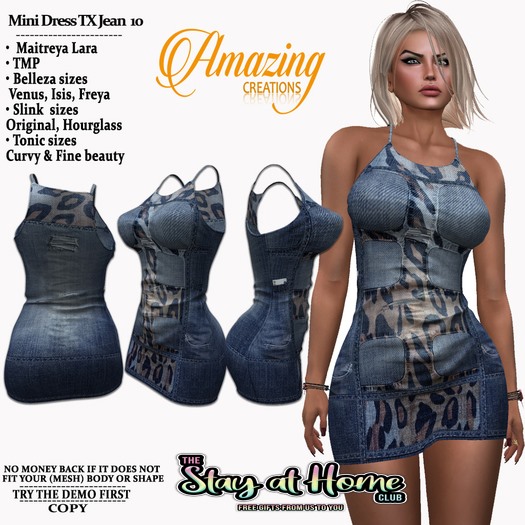 Mini Dress TX Jean 10
• Maitreya Lara
• TMP
• Belleza sizes
Venus, Isis, Freya
• Slink sizes
Original, Hourglass
• Tonic sizes
Curvy & Fine beauty
Amazing
CREATIONS
NO MONEY BACK IF IT DOES NOT
FIT YOUR (MESH) BODY OR SHAPE
TRY THE DEMO FIRST
COPY
THE
Stay at Home
CLUB
FREE GIFTS FROM US TO YOU